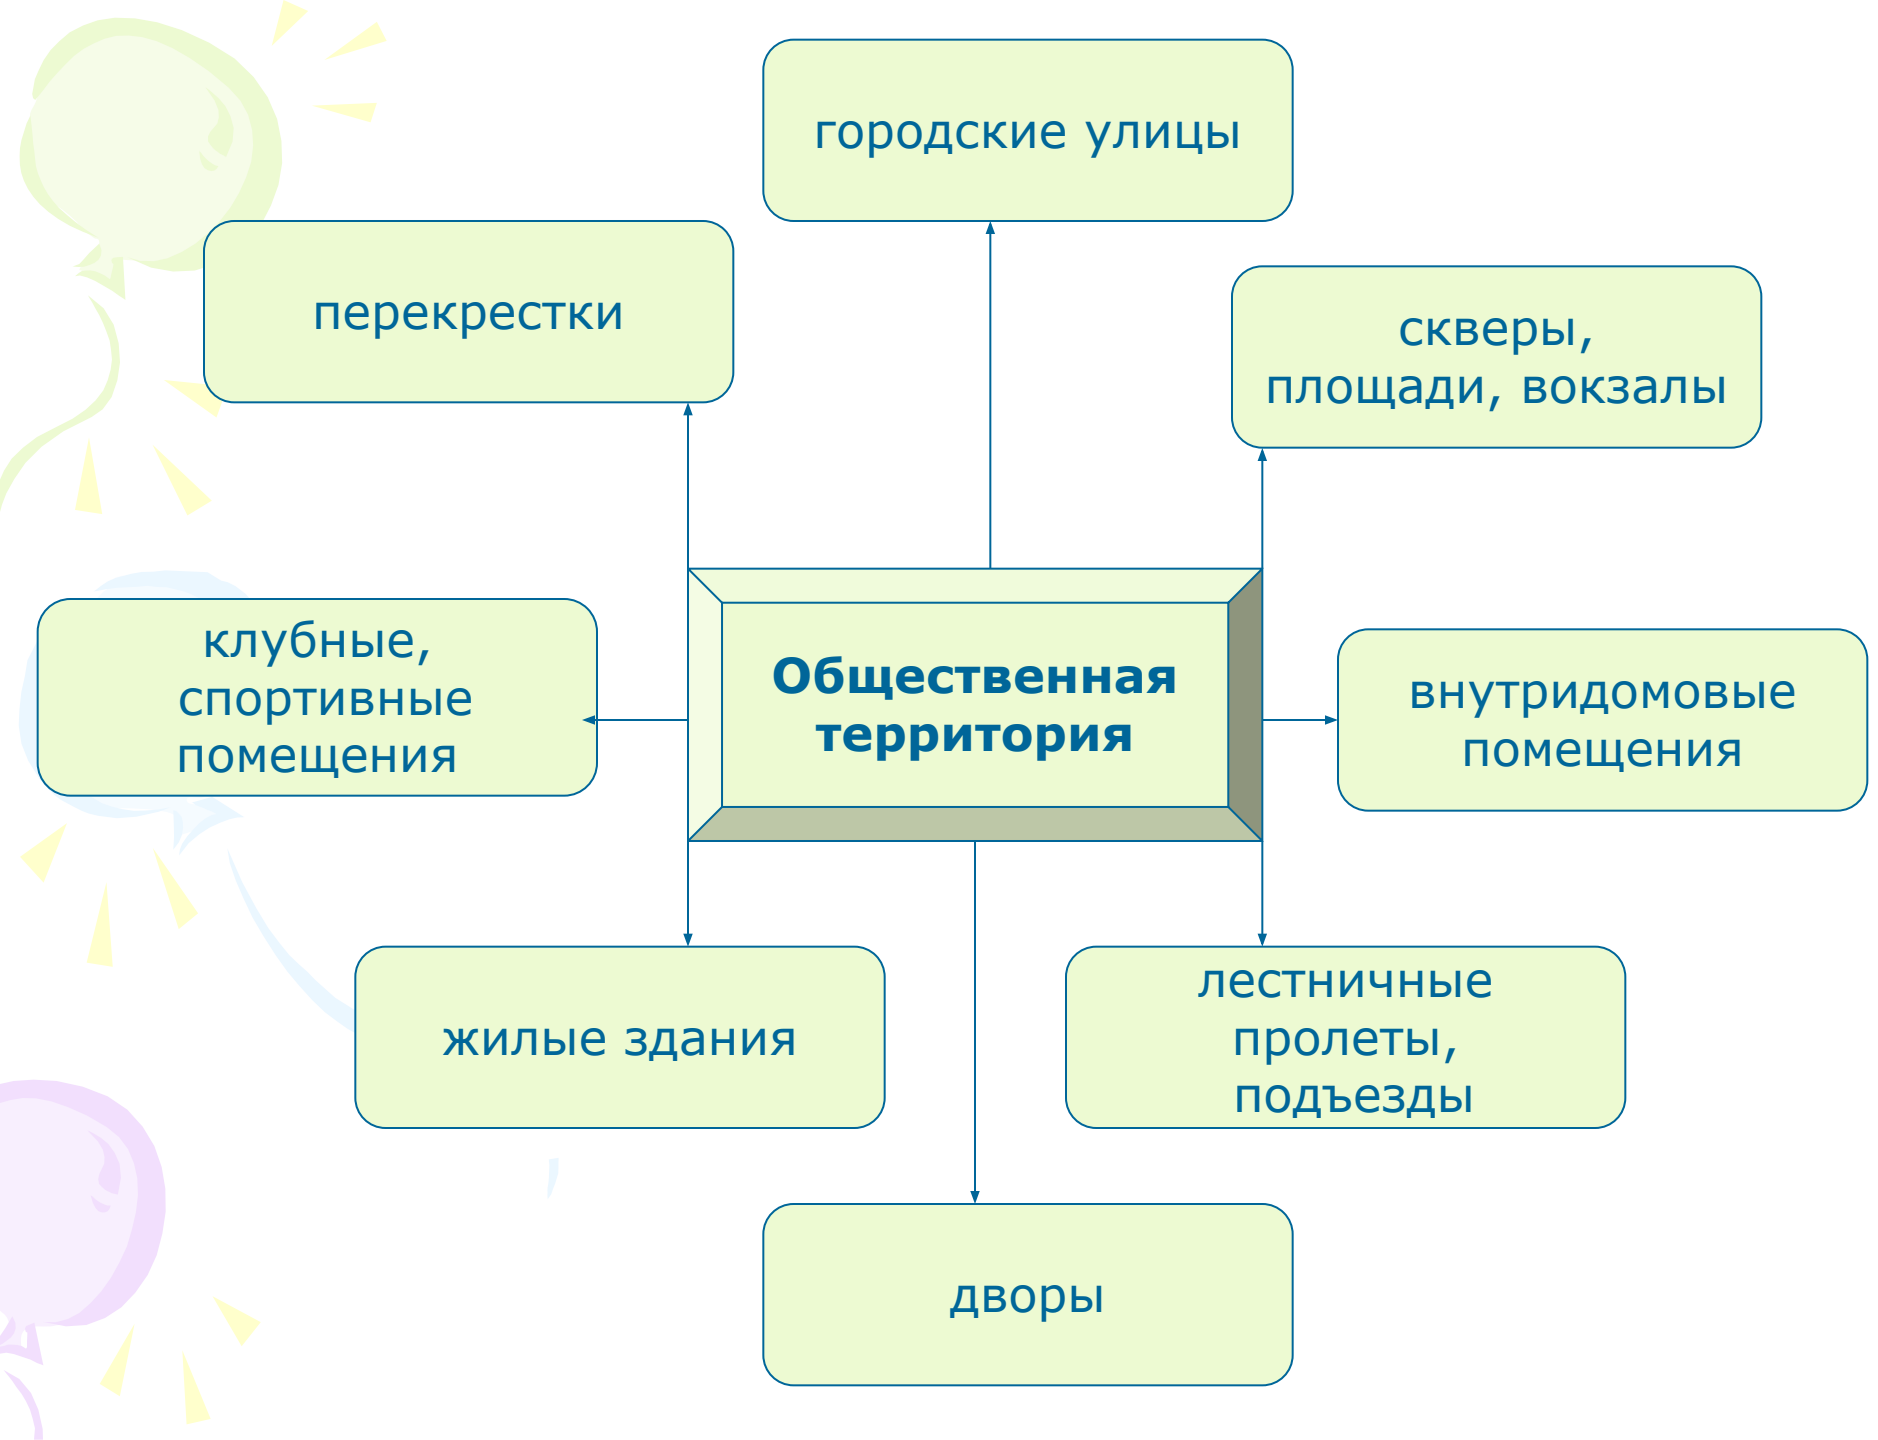 городские улицы
перекрестки
скверы,
площади, вокзалы
клубные,
спортивные
помещения
Общественная
территория
внутридомовые
помещения
жилые здания
лестничные
пролеты,
подъезды
дворы